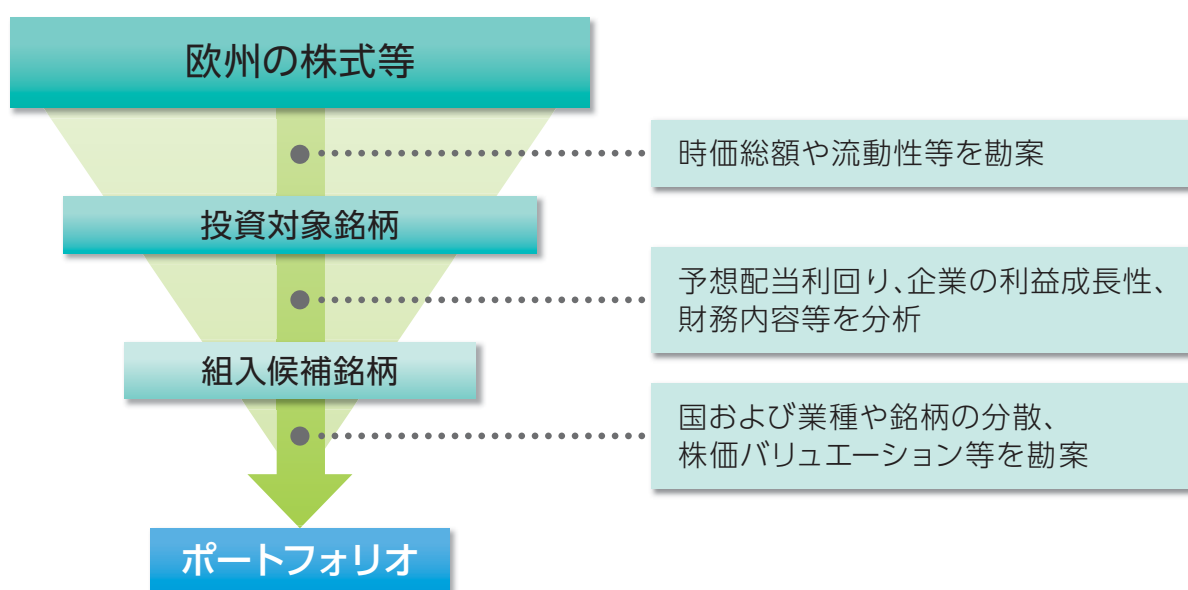 欧州の株式等
時価総額や流動性等を勘案
投資対象銘柄
予想配当利回り、企業の利益成長性、
財務内容等を分析
組入候補銘柄
国および業種や銘柄の分散、
株価バリュエーション等を勘案
ポートフォリオ